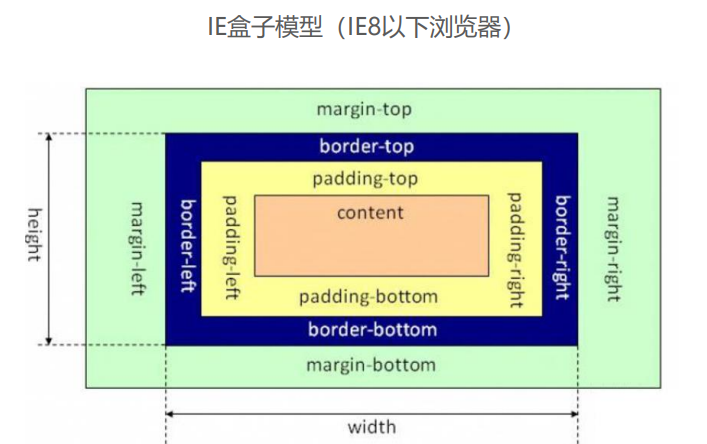 IE盒子模型（IE8以下浏览器）
margin-top
border-top
padding-top
content
height
margin-left
border-left
padding-left
padding-right
border-right
margin-right
padding-bottom
border-bottom
margin-bottom
width